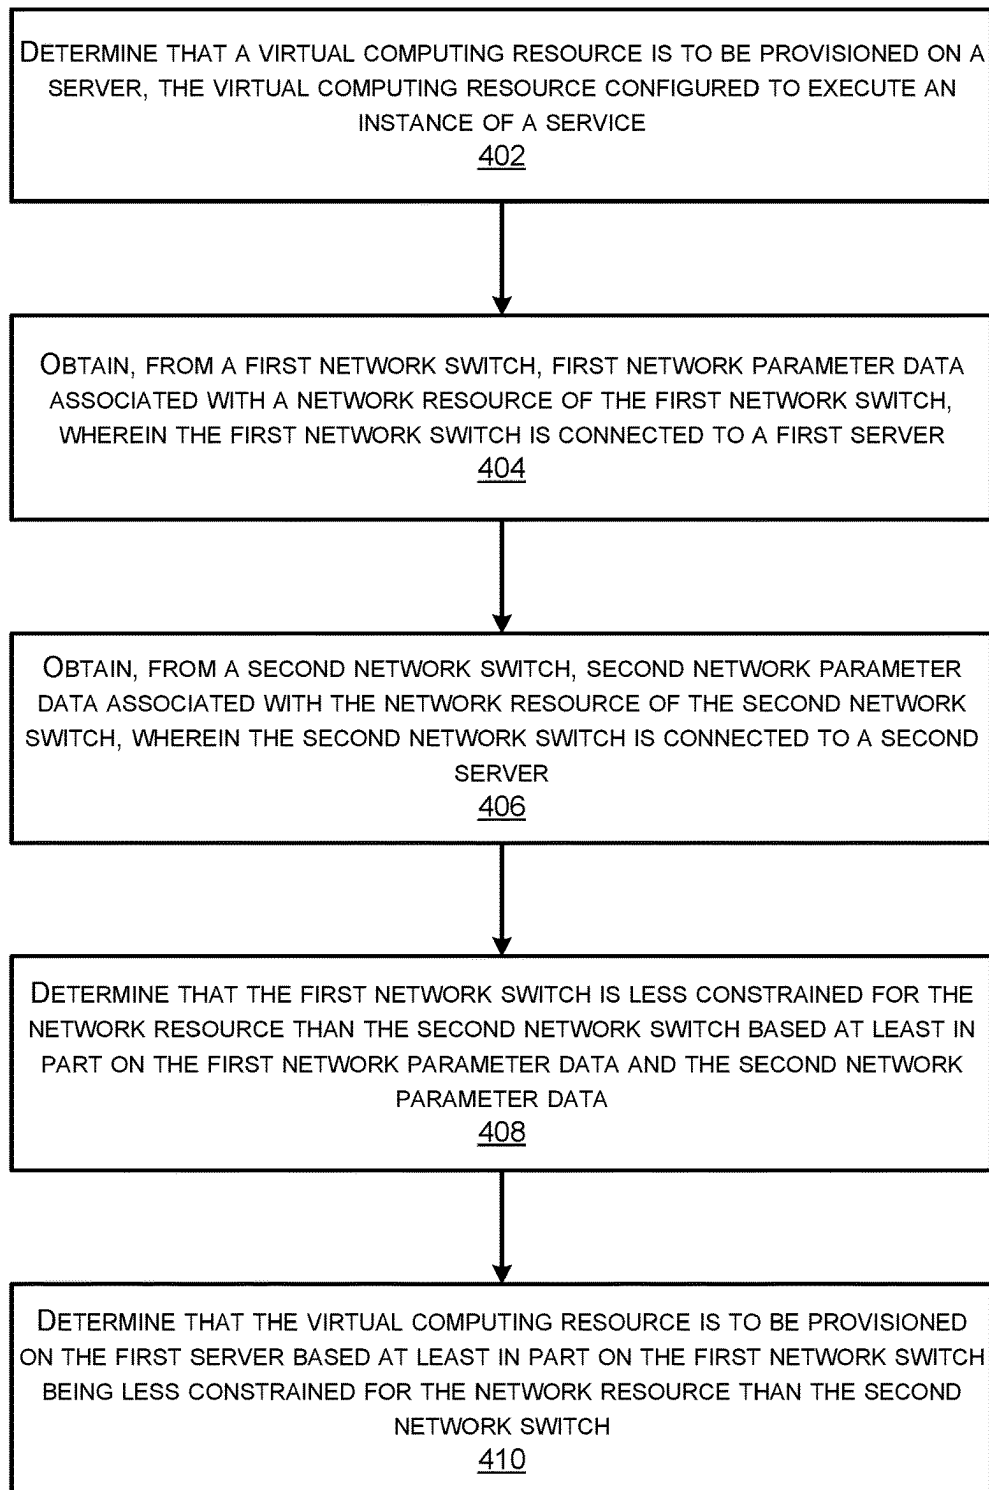 DETERMINE THAT A VIRTUAL COMPUTING RESOURCE IS TO BE PROVISIONED ON A
SERVER, THE VIRTUAL COMPUTING RESOURCE CONFIGURED TO EXECUTE AN
INSTANCE OF A SERVICE
402
OBTAIN, FROM A FIRST NETWORK SWITCH, FIRST NETWORK PARAMETER DATA
ASSOCIATED WITH A NETWORK RESOURCE OF THE FIRST NETWORK SWITCH,
WHEREIN THE FIRST NETWORK SWITCH IS CONNECTED TO A FIRST SERVER
404
OBTAIN, FROM A SECOND NETWORK SWITCH, SECOND NETWORK PARAMETER
DATA ASSOCIATED WITH THE NETWORK RESOURCE OF THE SECOND NETWORK
SWITCH, WHEREIN THE SECOND NETWORK SWITCH IS CONNECTED TO A SECOND
SERVER
406
DETERMINE THAT THE FIRST NETWORK SWITCH IS LESS CONSTRAINED FOR THE
NETWORK RESOURCE THAN THE SECOND NETWORK SWITCH BASED AT LEAST IN
PART ON THE FIRST NETWORK PARAMETER DATA AND THE SECOND NETWORK
PARAMETER DATA
408
DETERMINE THAT THE VIRTUAL COMPUTING RESOURCE IS TO BE PROVISIONED
ON THE FIRST SERVER BASED AT LEAST IN PART ON THE FIRST NETWORK SWITCH
BEING LESS CONSTRAINED FOR THE NETWORK RESOURCE THAN THE SECOND
NETWORK SWITCH
410